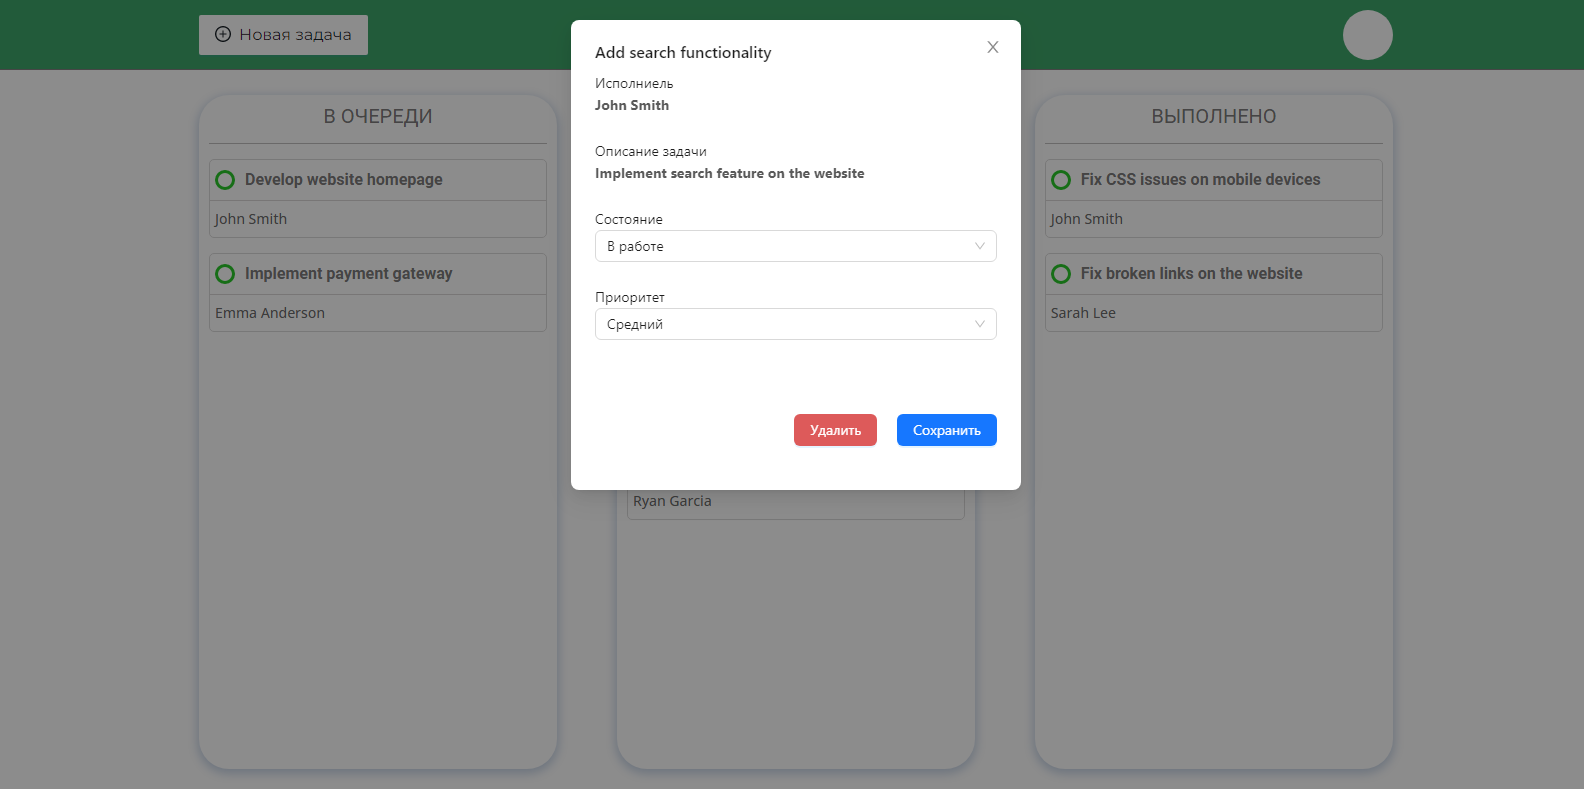 Новая задача
В ОЧЕРЕДИ
Develop website homepage
John Smith
Implement payment gateway
Emma Anderson
Add search functionality
Исполниель
John Smith
Описание задачи
Implement search feature on the website
Состояние
В работе
Приоритет
Средний
Удалить
Сохранить
Ryan Garcia
ВЫПОЛНЕНО
Fix CSS issues on mobile devices
John Smith
Fix broken links on the website
Sarah Lee